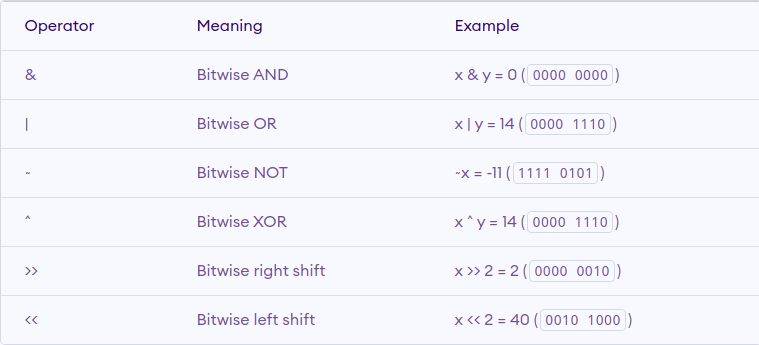 Operator Meaning Example
& Bitwise AND x & y = 0 (0000 0000)
| Bitwise OR x | y = 14 (0000 1110)
~ Bitwise NOT ~x = -11 (1111 0101)
^ Bitwise XOR x ^ y = 14 (0000 1110)
>> Bitwise right shift x >> 2 = 2 (0000 0010)
<< Bitwise left shift x << 2 = 40 (0010 1000)